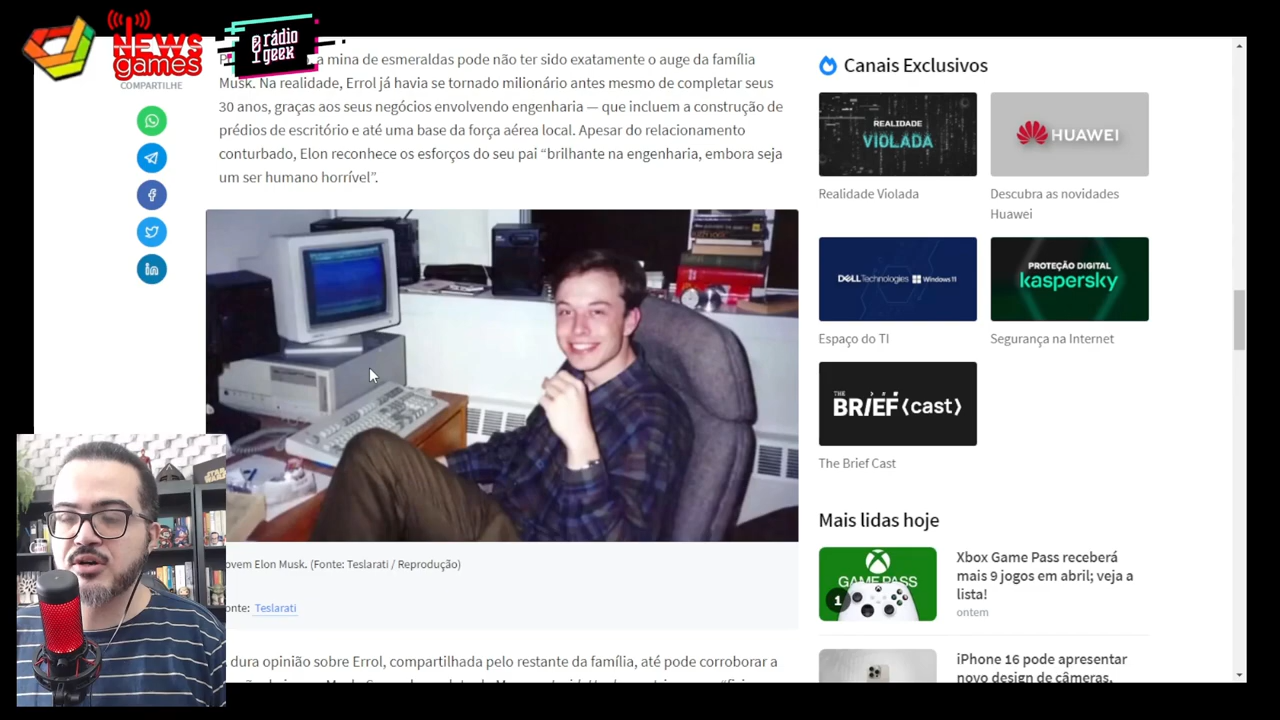 NEWS
games
rádio
geek
COMPARTILHE
a mina de esmeraldas pode não ter sido exatamente o auge da família
Musk. Na realidade, Errol já havia se tornado milionário antes mesmo de completar seus
30 anos, graças aos seus negócios envolvendo engenharia — que incluem a construção de
prédios de escritório e até uma base da força aérea local. Apesar do relacionamento
conturbado, Elon reconhece os esforços do seu pai “brilhante na engenharia, embora seja
um ser humano horrível”.
ovem Elon Musk. (Fonte: Teslarati / Reprodução)
onte: Teslarati
dura opinião sobre Errol, compartilhada pelo restante da família, até pode corroborar a
Canais Exclusivos
REALIDADE
VIOLADA
HUAWEI
Realidade Violada
Descubra as novidades
Huawei
DELLTechnologies Windows 11
PROTEÇÃO DIGITAL
kaspersky
Espaço do TI
Segurança na Internet
THE
BRIEF (cast)
The Brief Cast
Mais lidas hoje
XBOX
GAME PASS
1
Xbox Game Pass receberá
mais 9 jogos em abril; veja a
lista!
ontem
iPhone 16 pode apresentar
novo design de câmeras,
STAR
WARS